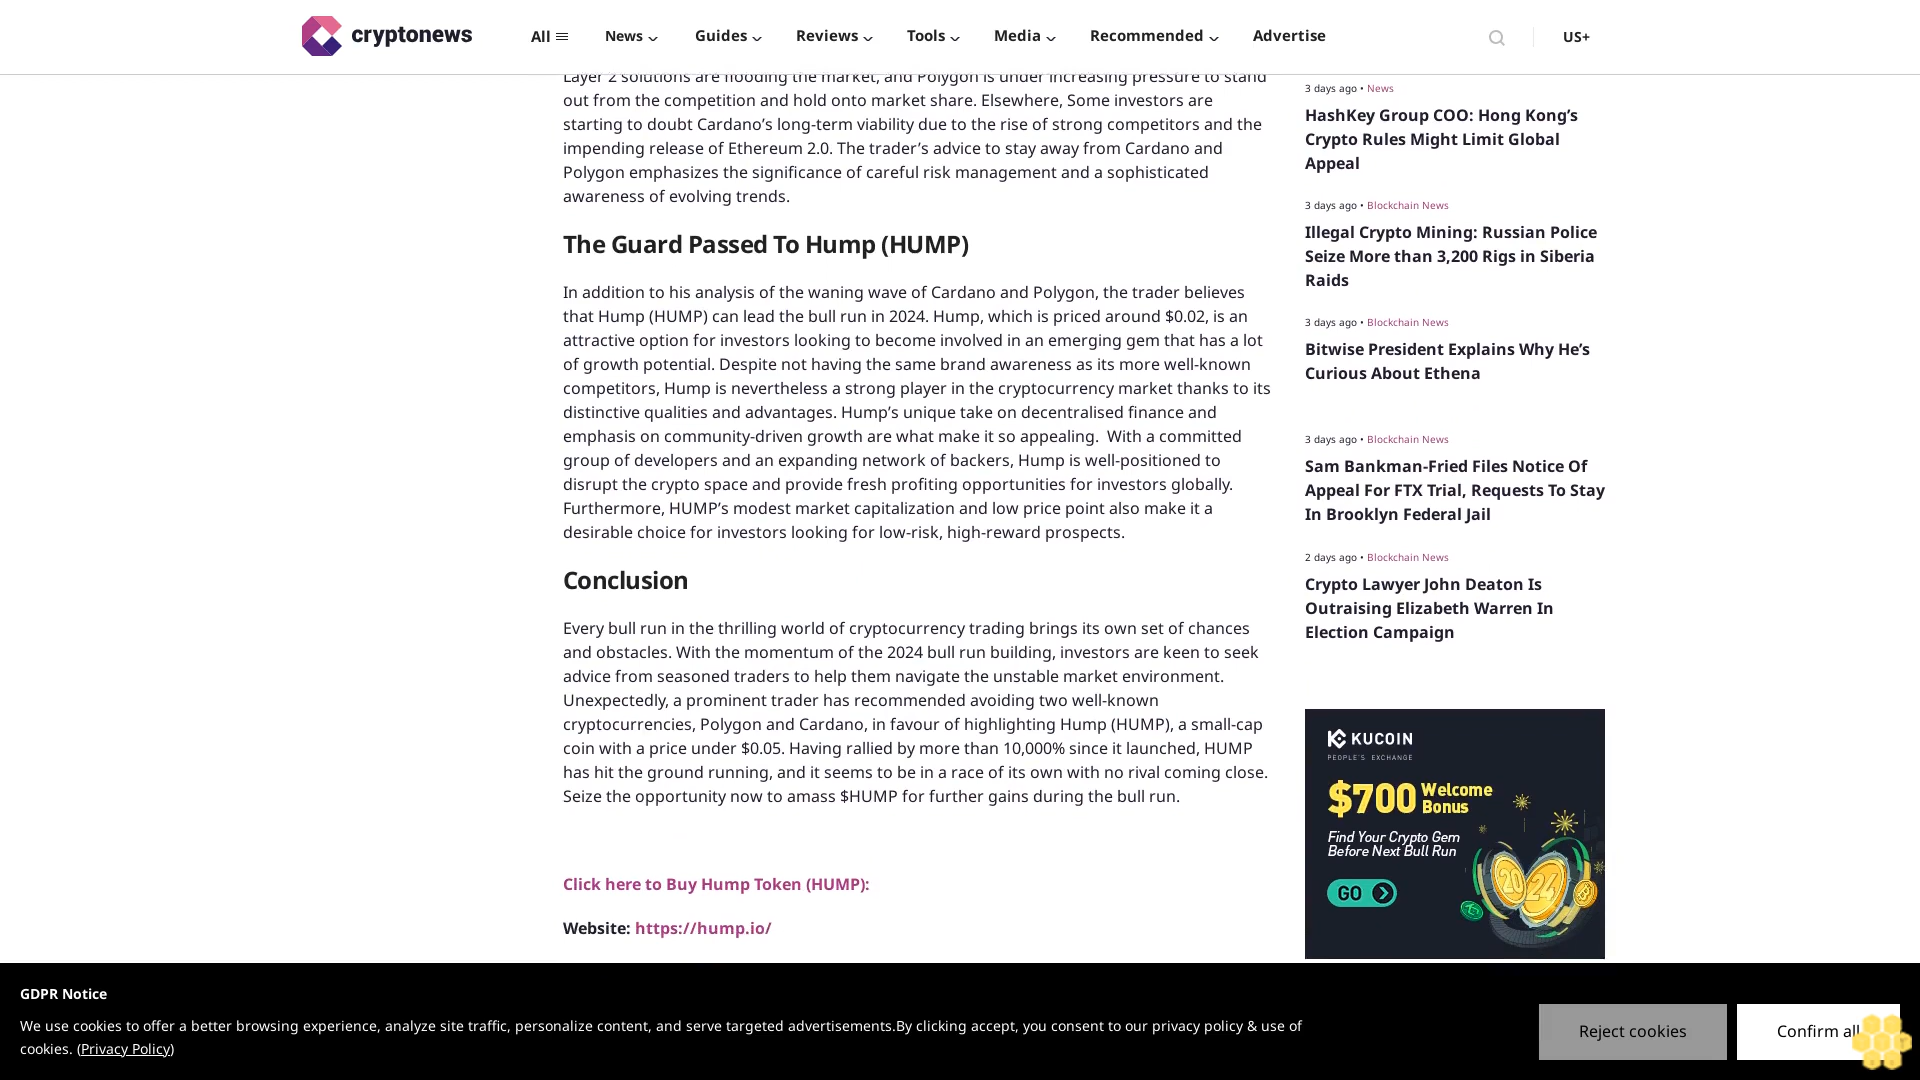 cryptonews
All
News
Guides
Reviews
Tools
Media
Recommended
Advertise
US+
Layer 2 solutions are flooding the market, and Polygon is under increasing pressure to stand
out from the competition and hold onto market share. Elsewhere, Some investors are
starting to doubt Cardano’s long-term viability due to the rise of strong competitors and the
impending release of Ethereum 2.0. The trader’s advice to stay away from Cardano and
Polygon emphasizes the significance of careful risk management and a sophisticated
awareness of evolving trends.
The Guard Passed To Hump (HUMP)
In addition to his analysis of the waning wave of Cardano and Polygon, the trader believes
that Hump (HUMP) can lead the bull run in 2024. Hump, which is priced around $0.02, is an
attractive option for investors looking to become involved in an emerging gem that has a lot
of growth potential. Despite not having the same brand awareness as its more well-known
competitors, Hump is nevertheless a strong player in the cryptocurrency market thanks to its
distinctive qualities and advantages. Hump’s unique take on decentralised finance and
emphasis on community-driven growth are what make it so appealing.  With a committed
group of developers and an expanding network of backers, Hump is well-positioned to
disrupt the crypto space and provide fresh profiting opportunities for investors globally.
Furthermore, HUMP’s modest market capitalization and low price point also make it a
desirable choice for investors looking for low-risk, high-reward prospects.
Conclusion
Every bull run in the thrilling world of cryptocurrency trading brings its own set of chances
and obstacles. With the momentum of the 2024 bull run building, investors are keen to seek
advice from seasoned traders to help them navigate the unstable market environment.
Unexpectedly, a prominent trader has recommended avoiding two well-known
cryptocurrencies, Polygon and Cardano, in favour of highlighting Hump (HUMP), a small-cap
coin with a price under $0.05. Having rallied by more than 10,000% since it launched, HUMP
has hit the ground running, and it seems to be in a race of its own with no rival coming close.
Seize the opportunity now to amass $HUMP for further gains during the bull run.
Click here to Buy Hump Token (HUMP):
Website: https://hump.io/
3 days ago • News
HashKey Group COO: Hong Kong’s
Crypto Rules Might Limit Global
Appeal
3 days ago • Blockchain News
Illegal Crypto Mining: Russian Police
Seize More than 3,200 Rigs in Siberia
Raids
3 days ago • Blockchain News
Bitwise President Explains Why He’s
Curious About Ethena
3 days ago • Blockchain News
Sam Bankman-Fried Files Notice Of
Appeal For FTX Trial, Requests To Stay
In Brooklyn Federal Jail
2 days ago • Blockchain News
Crypto Lawyer John Deaton Is
Outraising Elizabeth Warren In
Election Campaign
KUCOIN
PEOPLE'S EXCHANGE
$700 Welcome
Bonus
Find Your Crypto Gem
Before Next Bull Run
GO
20 24
GDPR Notice
We use cookies to offer a better browsing experience, analyze site traffic, personalize content, and serve targeted advertisements.By clicking accept, you consent to our privacy policy & use of
cookies. (Privacy Policy)
Reject cookies
Confirm all